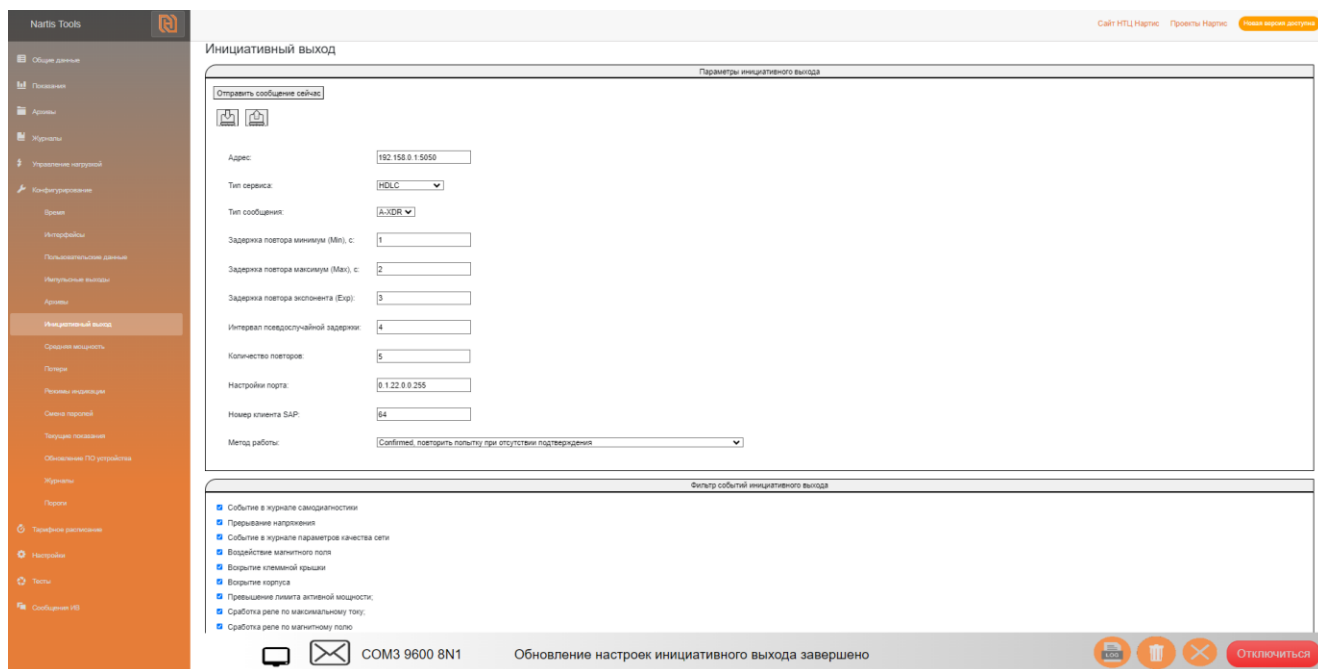 Nartis Tools
Сайт НТЦ Нартис Проекты Нартис Новая версия доступна
Общие данные
Показания
Архивы
Журналы
Управление нагрузкой
Конфигурирование
Время
Интерфейсы
Пользовательские данные
Импульсные выходы
Архивы
Инициативный выход
Средняя мощность
Потери
Режимы индикации
Смена паролей
Текущие показания
Обновление ПО устройства
Журналы
Пороги
Тарифное расписание
Настройки
Тесты
Сообщения ИВ
Инициативный выход
Параметры инициативного выхода
Отправить сообщение сейчас
Адрес: 192.158.0.1:5050
Тип сервиса: HDLC
Тип сообщения: A-XDR
Задержка повтора минимум (Min), с: 1
Задержка повтора максимум (Max), с: 2
Задержка повтора экспонента (Exp): 3
Интервал псевдослучайной задержки: 4
Количество повторов: 5
Настройки порта: 0.1.22.0.0.255
Номер клиента SAP: 64
Метод работы: Confirmed, повторить попытку при отсутствии подтверждения
Фильтр событий инициативного выхода
Событие в журнале самодиагностики
Прерывание напряжения
Событие в журнале параметров качества сети
Воздействие магнитного поля
Вскрытие клеммной крышки
Вскрытие корпуса
Превышение лимита активной мощности;
Сработка реле по максимальному току;
Сработка реле по магнитному полю
COM3 9600 8N1 Обновление настроек инициативного выхода завершено LOG Отключиться